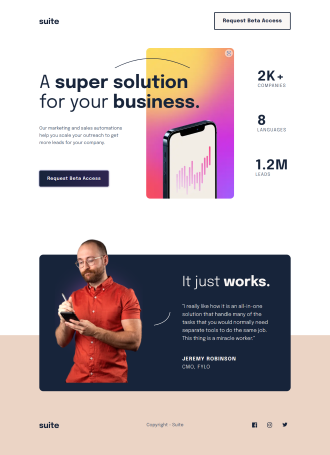 suite
Request Beta Access
A super solution
for your business.
Our marketing and sales automations
help you scale your outreach to get
more leads for your company.
Request Beta Access
2K+
COMPANIES
8
LANGUAGES
1.2M
LEADS
It just works.
"I really like how it is an all-in-one
solution that handle many of the
tasks that you would normally need
separate tools to do the same job.
This thing is a miracle worker."
JEREMY ROBINSON
CMO, FYLO
suite
Copyright - Suite